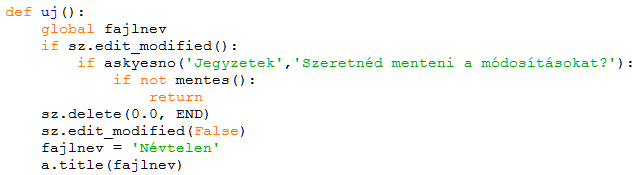 def uj():
    global fajlnev
    if sz.edit_modified():
        if askyesno('Jegyzetek','Szeretnéd menteni a módosításokat?'):
            if not mentes():
                return
    sz.delete(0.0, END)
    sz.edit_modified(False)
    fajlnev = 'Névtelen'
    a.title(fajlnev)